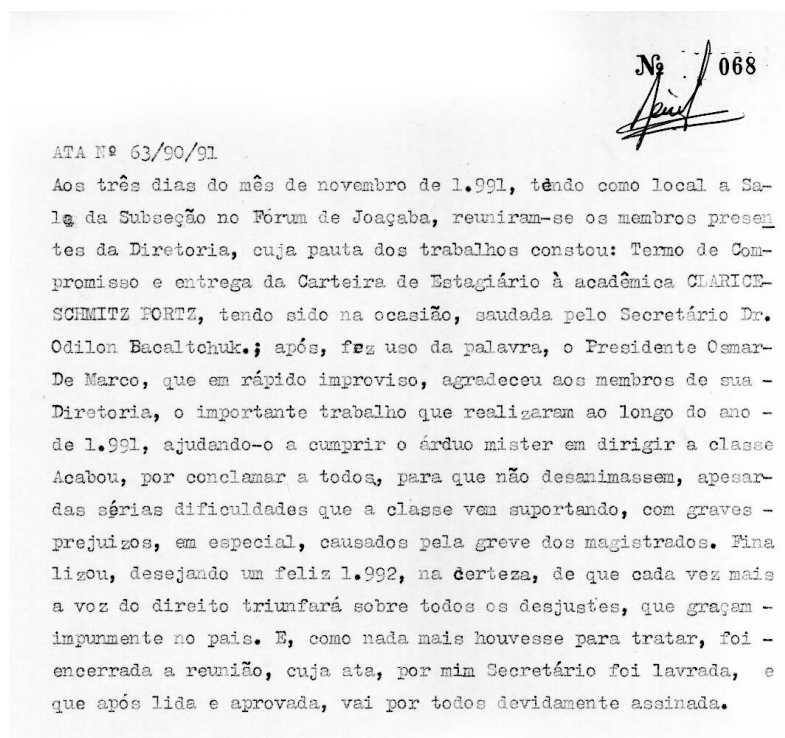 Nº 068
ATA Nº 63/90/91
Aos três dias do mês de novembro de 1.991, tendo como local a Sa-
la da Subseção no Fórum de Joaçaba, reuniram-se os membros presen
tes da Diretoria, cuja pauta dos trabalhos constou: Termo de Com-
promisso e entrega da Carteira de Estagiário à acadêmica CLARICE-
SCHMITZ PORTZ, tendo sido na ocasião, saudada pelo Secretário Dr.
Odilon Bacaltchuk.; após, fez uso da palavra, o Presidente Osmar-
De Marco, que em rápido improviso, agradeceu aos membros de sua -
Diretoria, o importante trabalho que realizaram ao longo do ano -
de 1.991, ajudando-o a cumprir o árduo mister em dirigir a classe
Acabou, por conclamar a todos, para que não desanimassem, apesar-
das sérias dificuldades que a classe vem suportando, com graves -
prejuizos, em especial, causados pela greve dos magistrados. Fina
lizou, desejando um feliz 1.992, na certeza, de que cada vez mais
a voz do direito triunfará sobre todos os desjustes, que graçam -
impunmente no pais. E, como nada mais houvesse para tratar, foi -
encerrada a reunião, cuja ata, por mim Secretário foi lavrada, e
que após lida e aprovada, vai por todos devidamente assinada.